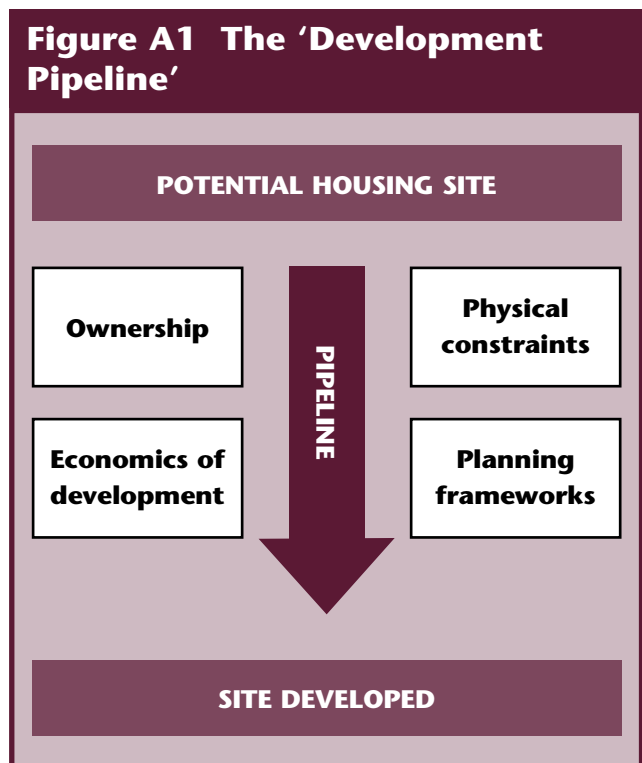 Figure A1 The ‘Development
Pipeline’
POTENTIAL HOUSING SITE
Ownership
Physical
constraints
PIPELINE
Economics of
development
Planning
frameworks
SITE DEVELOPED